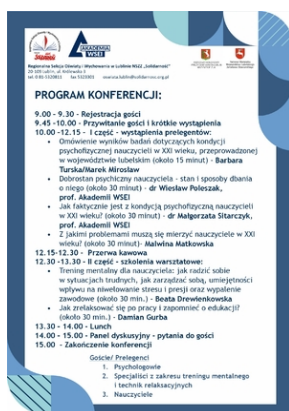 AKADEMIA
WSEI
Regionalna Sekcja Oświaty i Wychowania w Lublinie NSZZ „Solidarność"
20-109 Lublin, ul. Królewska 3
PROGRAM KONFERENCJI:
9.00 - 9.30 - Rejestracja gości
9.45 -10.00 - Przywitanie gości i krótkie wystąpienia
10.00 -12.15 - I część - wystąpienia prelegentów:
• Omówienie wyników badań dotyczących kondycji
psychofizycznej nauczycieli w XXI wieku, przeprowadzonej
w województwie lubelskim (około 15 minut) - Barbara
Turska/Marek Mirosław
• Dobrostan psychiczny nauczyciela - stan i sposoby dbania
o niego (około 30 minut) - dr Wiesław Poleszak,
prof. Akademii WSEI
• Jak faktycznie jest z kondycją psychofizyczną nauczycieli
w XXI wieku? (około 30 minut) - dr Małgorzata Sitarczyk,
prof. Akademii WSEI
• Z jakimi problemami muszą się mierzyć nauczyciele w XXI
wieku? (około 30 minut)- Malwina Matkowska
12.15-12.30 - Przerwa kawowa
12.30 -13.30 - II część - szkolenia warsztatowe:
• Trening mentalny dla nauczyciela: jak radzić sobie
w sytuacjach trudnych, jak zarządzać sobą, umiejętności
wpływu na niwelowanie stresu i presji oraz wypalenie
zawodowe (około 30 min.) - Beata Drewienkowska
• Jak zrelaksować się po pracy i zapomnieć o edukacji?
(około 30 min.) - Damian Gurba
13.30 - 14.00 - Lunch
14.00 - 15.00 - Panel dyskusyjny - pytania do gości
15.00 - Zakończenie konferencji
Goście/ Prelegenci
1. Psychologowie
2. Specjaliści z zakresu treningu mentalnego
i technik relaksacyjnych
3. Nauczyciele